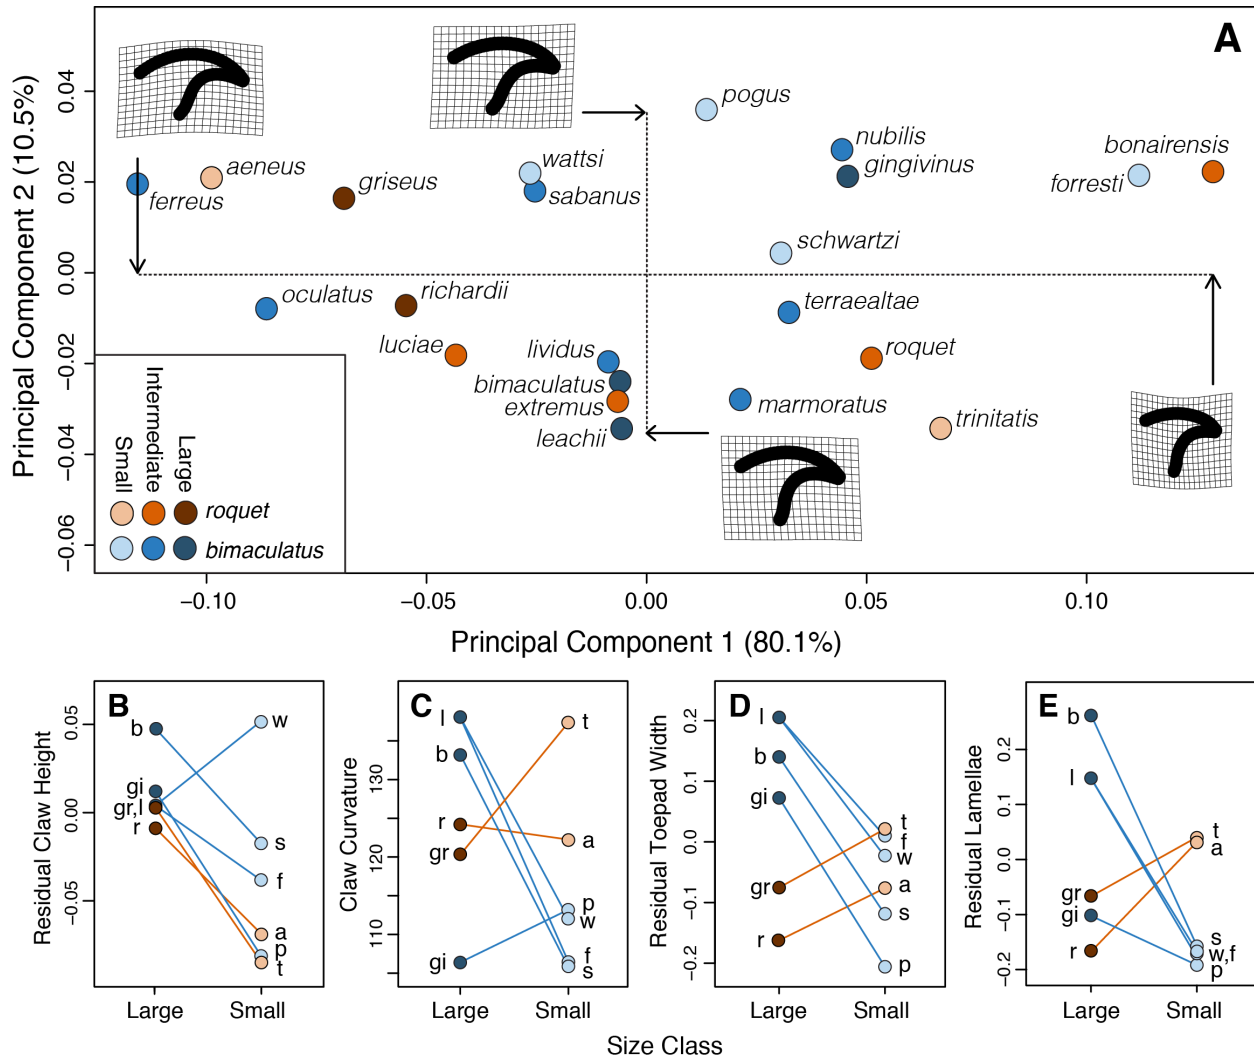 A
Principal Component 2 (10.5%)
0.04
0.02
0.00
−0.02
−0.04
−0.06
pogus
nubilis
bonairensis
wattsi
gingivinus
aeneus
griseus
forresti
ferreus
sabanus
schwartzi
oculatus
richardii
terraealtae
luciae
lividus
roquet
bimaculatus
extremus
marmoratus
trinitatis
leachii
Small
Intermediate
Large
roquet
bimaculatus
−0.10
−0.05
0.00
0.05
0.10
Principal Component 1 (80.1%)
B
Residual Claw Height
0.05
0.00
−0.05
b
gi
gr,l
r
w
s
f
a
p
t
Large
Small
C
Claw Curvature
130
120
110
l
b
r
gr
gi
t
a
p
w
f
s
Large
Small
D
Residual Toepad Width
0.2
0.1
0.0
−0.1
−0.2
l
b
gi
gr
r
t
f
w
a
s
p
Large
Small
E
Residual Lamellae
0.2
0.1
0.0
−0.1
−0.2
b
l
gr
gi
r
t
a
s
w,f
p
Large
Small
Size Class